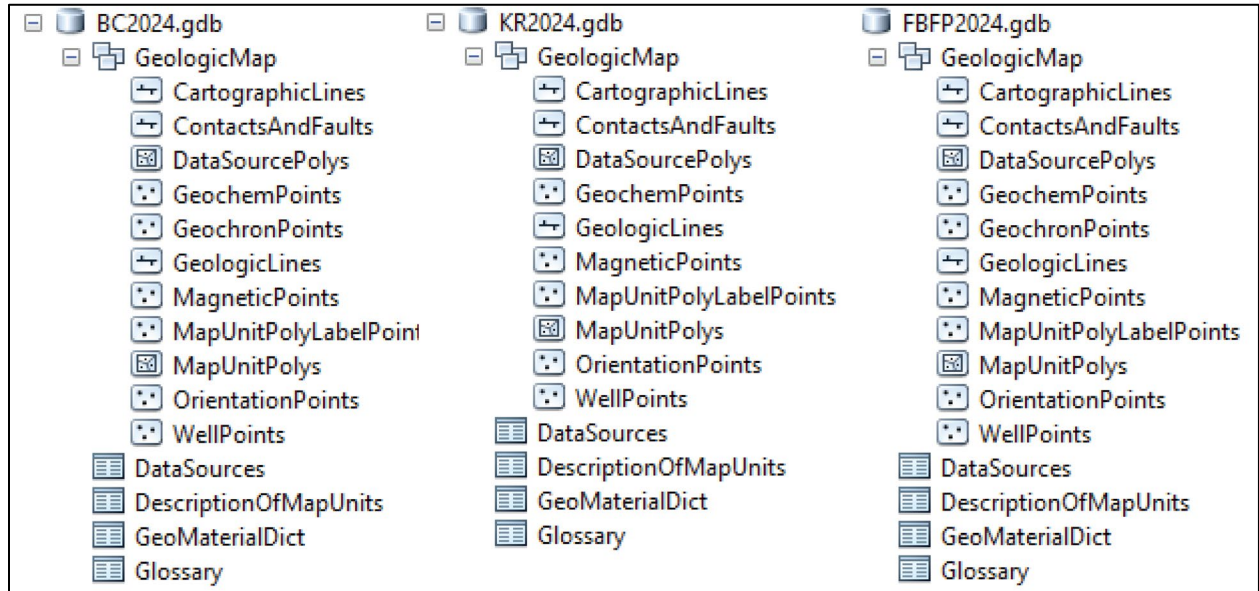 BC2024.gdb
GeologicMap
CartographicLines
ContactsAndFaults
DataSourcePolys
GeochemPoints
GeochronPoints
GeologicLines
MagneticPoints
MapUnitPolyLabelPoint
MapUnitPolys
OrientationPoints
WellPoints
DataSources
DescriptionOfMapUnits
GeoMaterialDict
Glossary
KR2024.gdb
GeologicMap
CartographicLines
ContactsAndFaults
DataSourcePolys
GeochemPoints
GeologicLines
MagneticPoints
MapUnitPolyLabelPoints
MapUnitPolys
OrientationPoints
WellPoints
DataSources
DescriptionOfMapUnits
GeoMaterialDict
Glossary
FBFP2024.gdb
GeologicMap
CartographicLines
ContactsAndFaults
DataSourcePolys
GeochemPoints
GeochronPoints
GeologicLines
MagneticPoints
MapUnitPolyLabelPoints
MapUnitPolys
OrientationPoints
WellPoints
DataSources
DescriptionOfMapUnits
GeoMaterialDict
Glossary